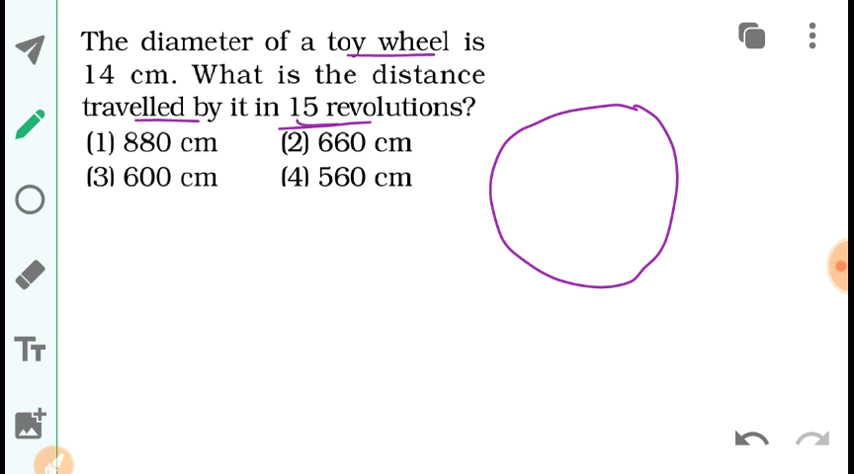 The diameter of a toy wheel is
14 cm. What is the distance
travelled by it in 15 revolutions?
(1) 880 cm (2) 660 cm
(3) 600 cm (4) 560 cm
TT